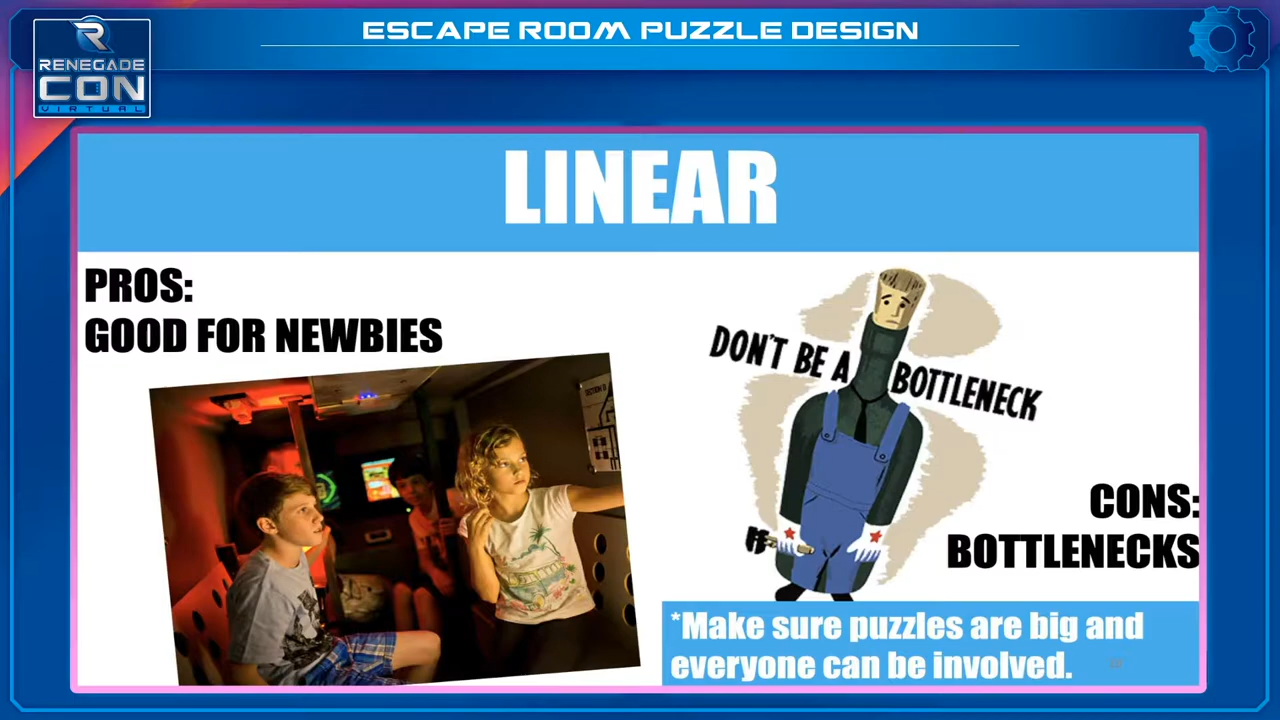 ESCAPE ROOM PUZZLE DESIGN
R
RENEGADE
CON
VIRTUAL
LINEAR
PROS:
GOOD FOR NEWBIES
DON'T BE A BOTTLENECK
CONS:
BOTTLENECKS
*Make sure puzzles are big and
everyone can be involved.